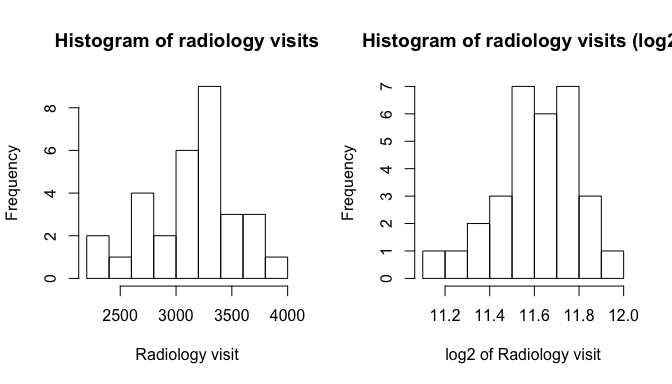 Histogram of radiology visits
Frequency
0
2
4
6
8
2500 3000 3500 4000
Radiology visit
Histogram of radiology visits (log2
Frequency
0
1
2
3
4
5
6
7
11.2 11.4 11.6 11.8 12.0
log2 of Radiology visit